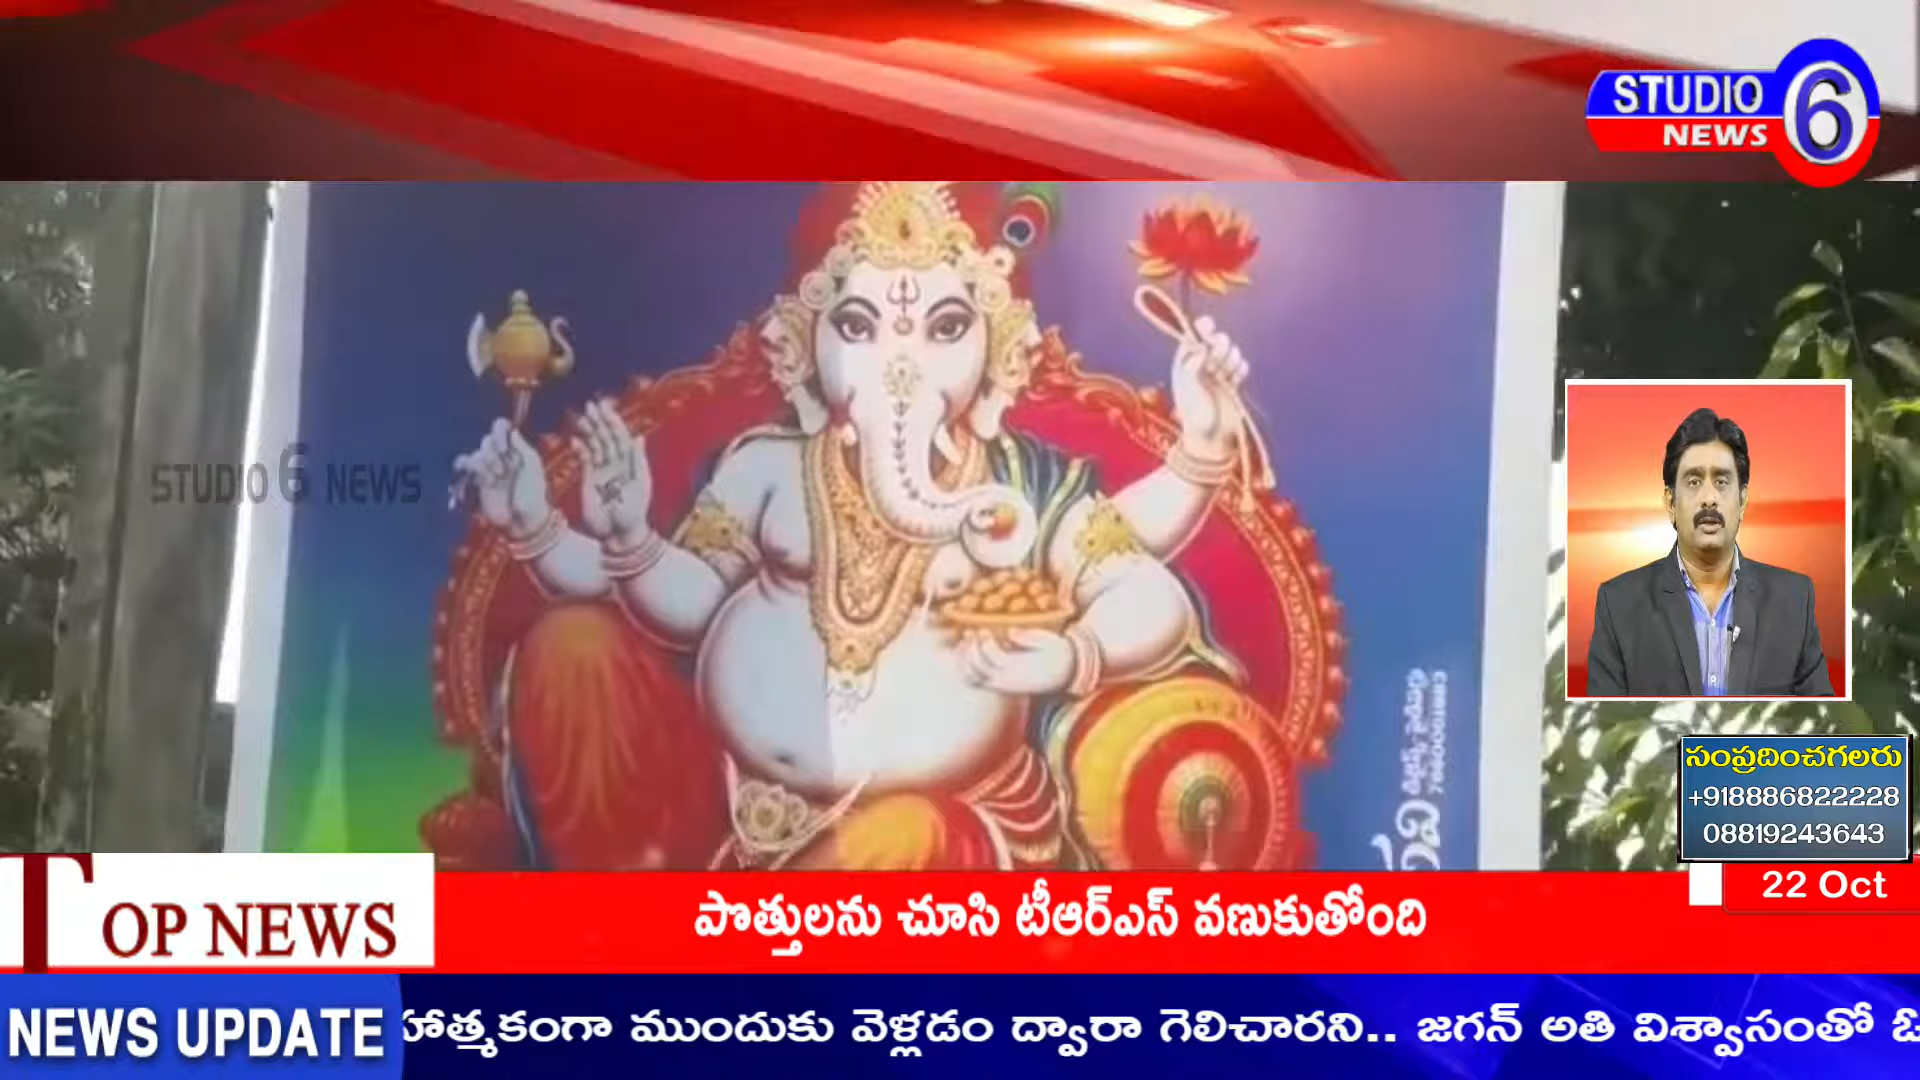 STUDIO 6
NEWS
STUDIO 6 NEWS
సంప్రదించగలరు
+918886822228
08819243643
22 Oct
TOP NEWS
పొత్తులను చూసి టీఆర్ఎస్ వణుకుతోంది
NEWS UPDATE
హాత్మకంగా ముందుకు వెళ్లడం ద్వారా గెలిచారని.. జగన్ అతి విశ్వాసంతో ఓ